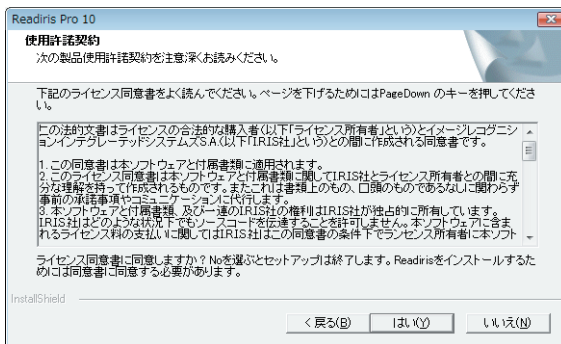 Readiris Pro 10
使用許諾契約
次の製品使用許諾契約を注意深くお読みください。
下記のライセンス同意書をよく読んでください。ページを下げるためにはPageDown のキーを押してくださ
い。
この法的文書はライセンスの合法的な購入者(以下「ライセンス所有者」という)とイメージレコグニシ
ョンインテグレーテッドシステムズS.A.(以下「IRIS社」という)との間に作成される同意書です。
1. この同意書は本ソフトウェアと付属書類に適用されます。
2. このライセンス同意書は本ソフトウェアと付属書類に関してIRIS社とライセンス所有者との間に充
分な理解を持って作成されるものです。またこれは書類上のもの、口頭のものであるなしに関わらず
事前の承諾事項やコミュニケーションに代行します。
3. 本ソフトウェアと付属書類、及び一連のIRIS社の権利はIRIS社が独占的に所有しています。
IRIS社はどのような状況下でもソースコードを伝達することを許可しません。本ソフトウェアに含ま
れるライセンス料の支払いに関してはIRIS社はこの同意書の条件下でランセンス所有者に本ソフト
ライセンス同意書に同意しますか？Noを選ぶとセットアップは終了します。Readirisをインストールするた
めには同意書に同意する必要があります。
InstallShield
< 戻る(B)
はい(Y)
いいえ(N)